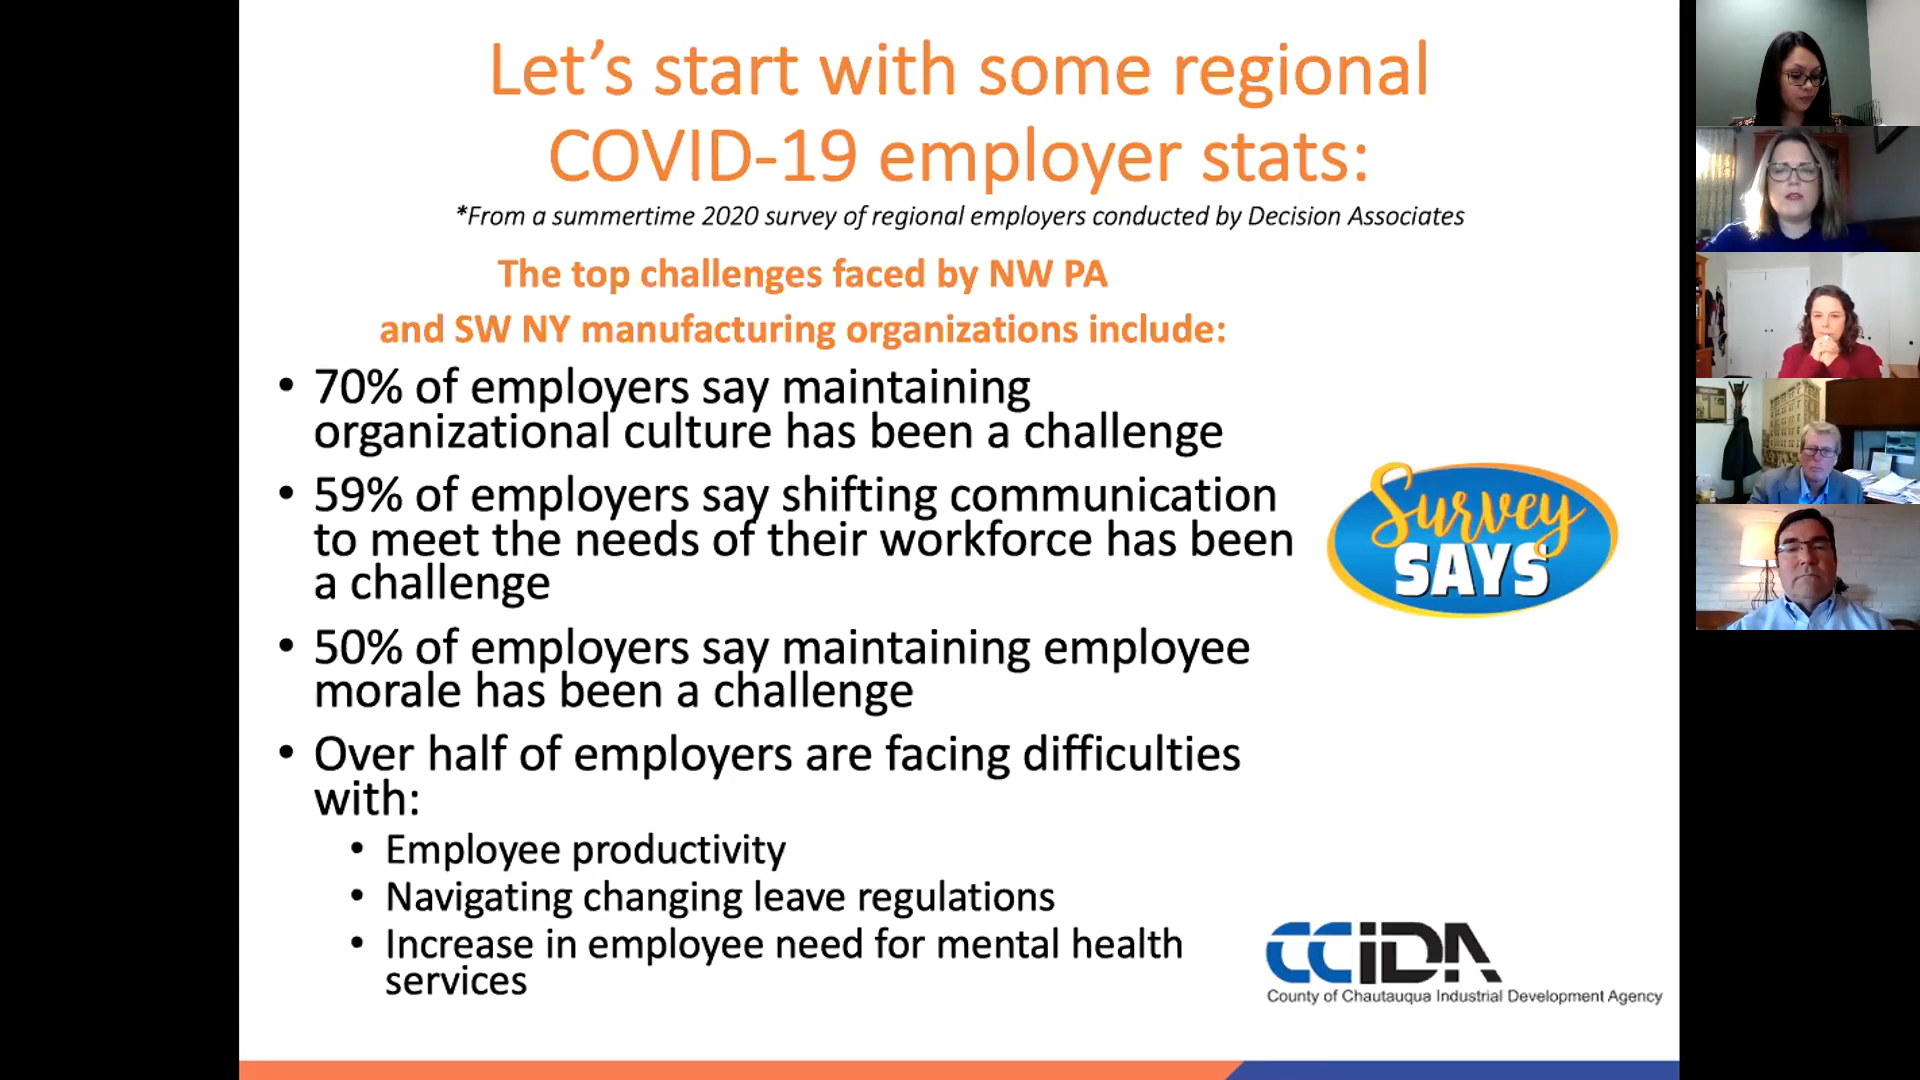 Let's start with some regional
COVID-19 employer stats:
*From a summertime 2020 survey of regional employers conducted by Decision Associates
The top challenges faced by NW PA
and SW NY manufacturing organizations include:
• 70% of employers say maintaining
organizational culture has been a challenge
• 59% of employers say shifting communication
to meet the needs of their workforce has been
a challenge
• 50% of employers say maintaining employee
morale has been a challenge
• Over half of employers are facing difficulties
with:
• Employee productivity
• Navigating changing leave regulations
• Increase in employee need for mental health
services
Survey
SAYS
CCiDA
County of Chautauqua Industrial Development Agency